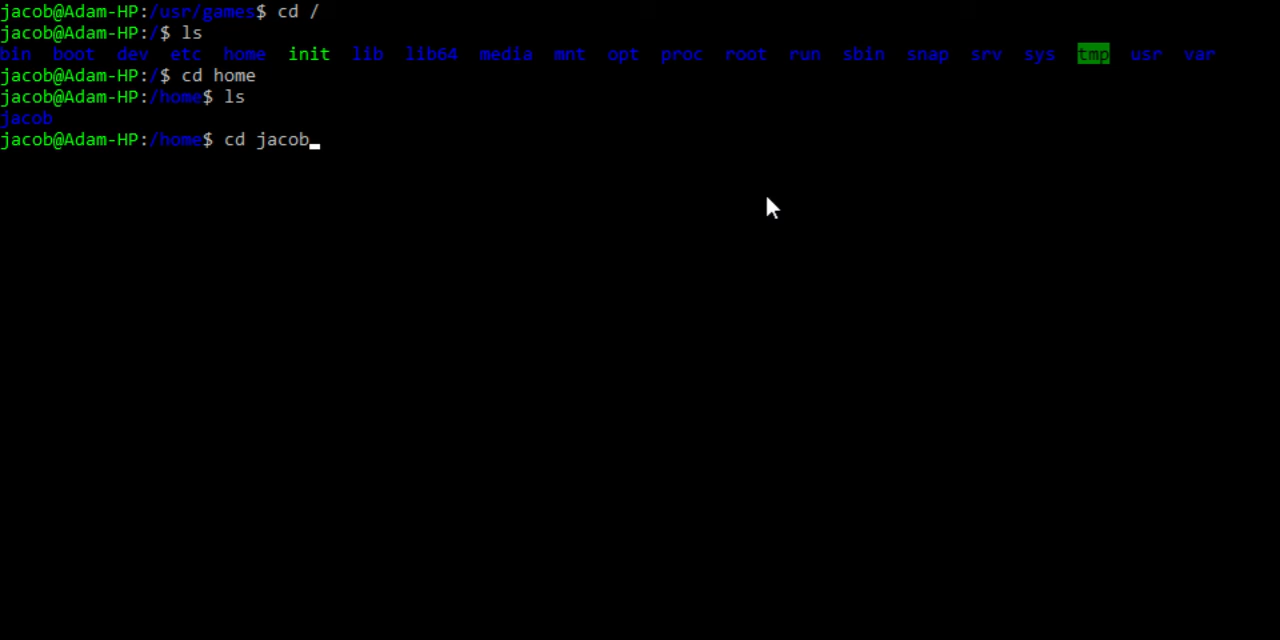 jacob@Adam-HP:/usr/games$ cd /
jacob@Adam-HP:/$ ls
bin  boot  dev  etc  home  init  lib  lib64  media  mnt  opt  proc  root  run  sbin  snap  srv  sys  tmp  usr  var
jacob@Adam-HP:/$ cd home
jacob@Adam-HP:/home$ ls
jacob
jacob@Adam-HP:/home$ cd jacob